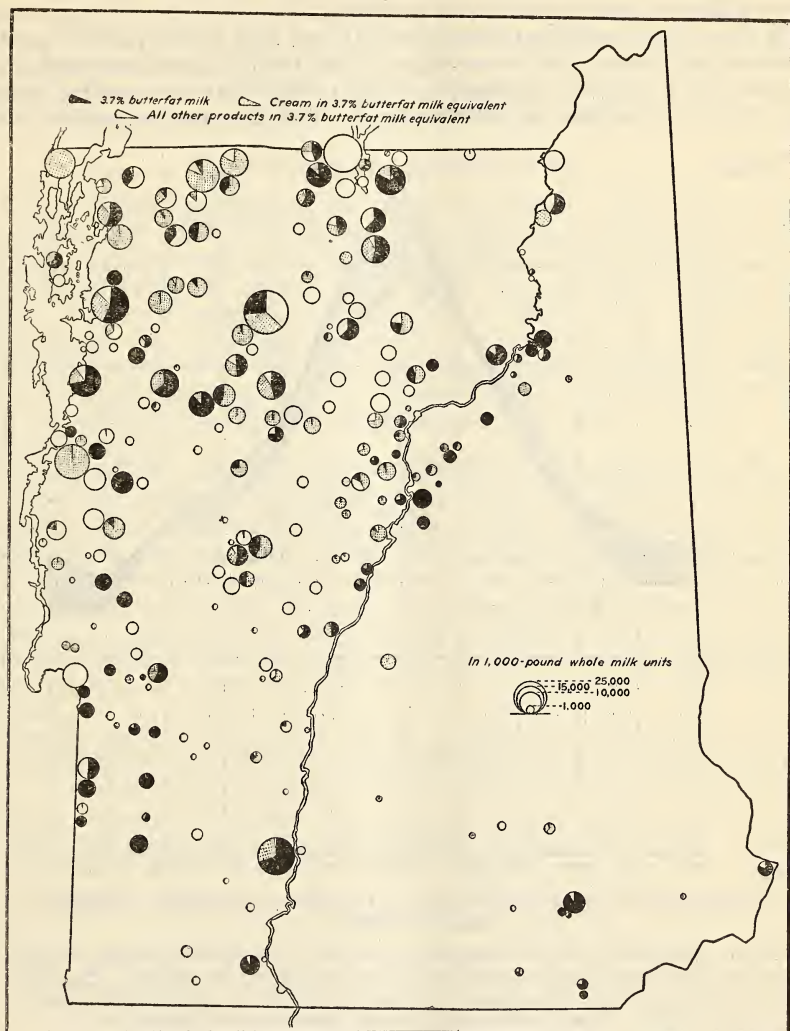 3.7% butterfat milk Cream in 3.7% butterfat milk equivalent
All other products in 3.7% butterfat milk equivalent
In 1,000-pound whole milk units
25,000
15,000
10,000
1,000